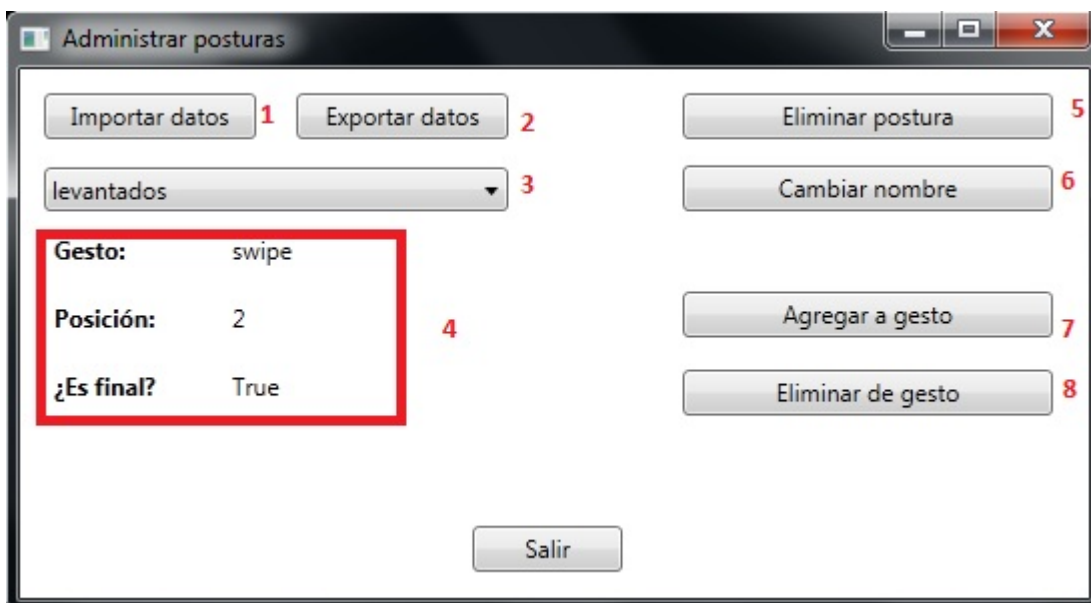 Administrar posturas
Importar datos 1 Exportar datos 2 Eliminar postura 5
levantados 3 Cambiar nombre 6
Gesto: swipe
Posición: 2 4 Agregar a gesto 7
¿Es final? True Eliminar de gesto 8
Salir